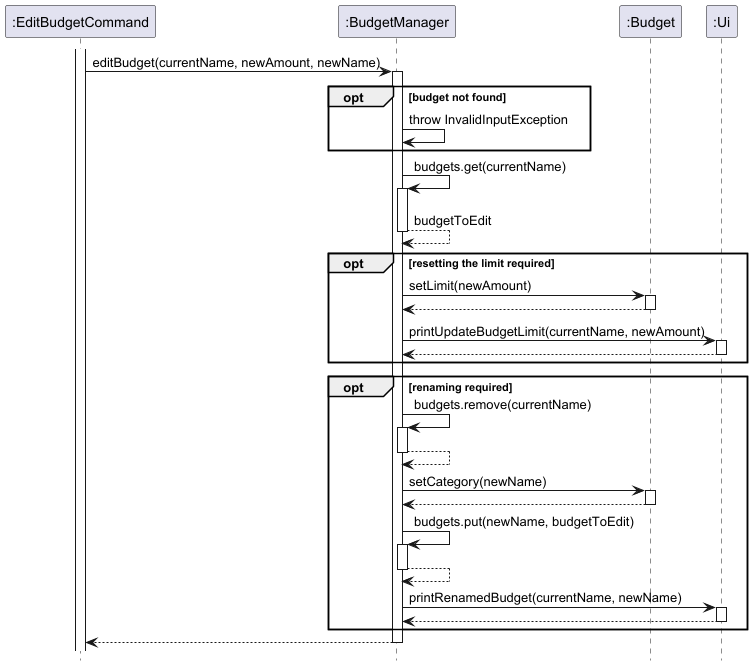 :EditBudgetCommand :BudgetManager :Budget :Ui
editBudget(currentName, newAmount, newName)
opt [budget not found]
throw InvalidInputException
budgets.get(currentName)
budgetToEdit
opt [resetting the limit required]
setLimit(newAmount)
printUpdateBudgetLimit(currentName, newAmount)
opt [renaming required]
budgets.remove(currentName)
setCategory(newName)
budgets.put(newName, budgetToEdit)
printRenamedBudget(currentName, newName)